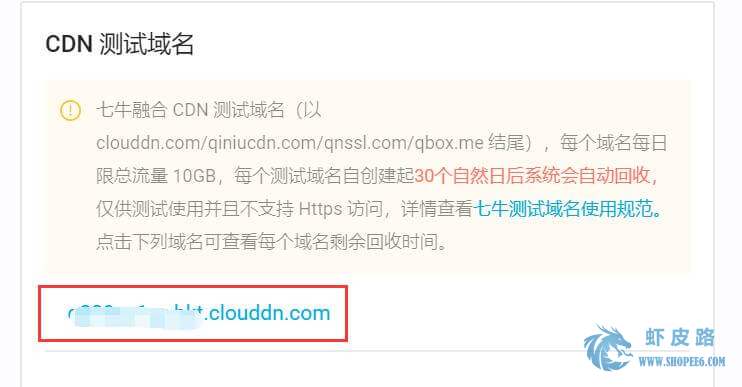 CDN 测试域名
七牛融合 CDN 测试域名（以
clouddn.com/qiniucdn.com/qnssl.com/qbox.me 结尾），每个域名每日
限总流量 10GB，每个测试域名自创建起30个自然日后系统会自动回收，
仅供测试使用并且不支持 Https 访问，详情查看七牛测试域名使用规范。
点击下列域名可查看每个域名剩余回收时间。
.clouddn.com
虾皮路
WWW.SHOPEE6.COM